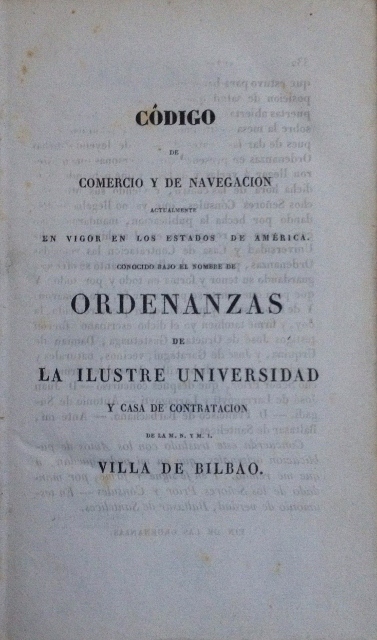 CÓDIGO
DE
COMERCIO Y DE NAVEGACION
ACTUALMENTE
EN VIGOR EN LOS ESTADOS DE AMÉRICA.
CONOCIDO BAJO EL NOMBRE DE
ORDENANZAS
DE
LA ILUSTRE UNIVERSIDAD
Y CASA DE CONTRATACION
DE LA M. N. Y M. L.
VILLA DE BILBAO.